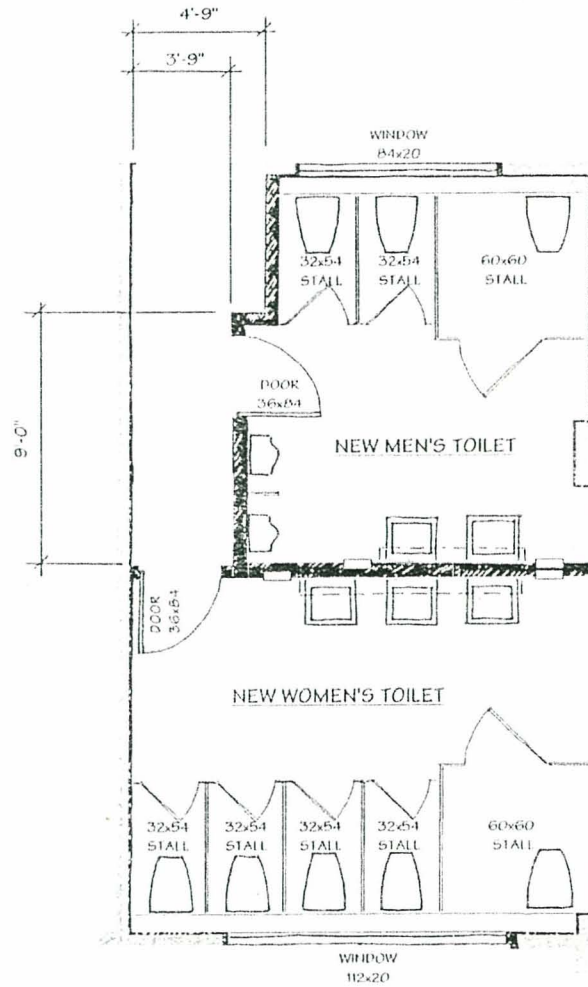 4'-9"
3'-9"
WINDOW
84x20
32x54
STALL
32x54
STALL
60x60
STALL
DOOR
36x84
NEW MEN'S TOILET
9'-0"
DOOR
36x84
NEW WOMEN'S TOILET
32x54
STALL
32x54
STALL
32x54
STALL
32x54
STALL
60x60
STALL
WINDOW
112x20